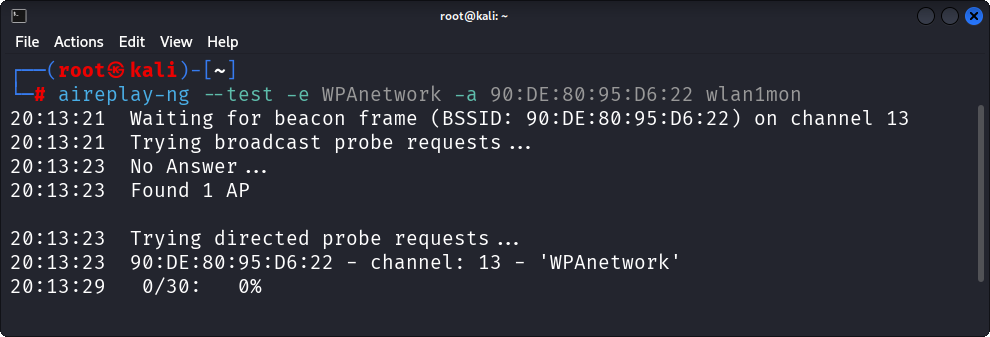 root@kali: ~
File Actions Edit View Help
┌──(root㉿kali)-[~]
└─# aireplay-ng --test -e WPAnetwork -a 90:DE:80:95:D6:22 wlan1mon
20:13:21  Waiting for beacon frame (BSSID: 90:DE:80:95:D6:22) on channel 13
20:13:21  Trying broadcast probe requests...
20:13:23  No Answer...
20:13:23  Found 1 AP
20:13:23  Trying directed probe requests...
20:13:23  90:DE:80:95:D6:22 - channel: 13 - 'WPAnetwork'
20:13:29   0/30:   0%